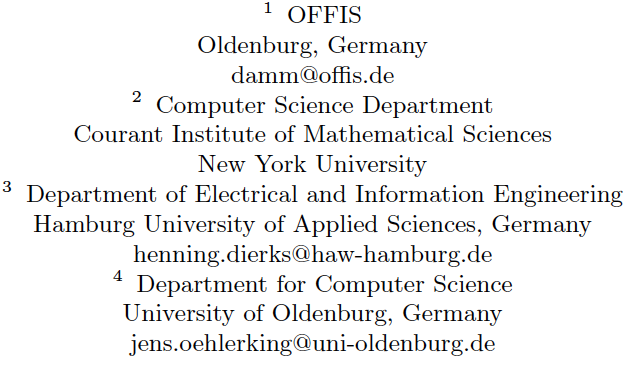 1 OFFIS
Oldenburg, Germany
damm@offis.de
2 Computer Science Department
Courant Institute of Mathematical Sciences
New York University
3 Department of Electrical and Information Engineering
Hamburg University of Applied Sciences, Germany
henning.dierks@haw-hamburg.de
4 Department for Computer Science
University of Oldenburg, Germany
jens.oehlerking@uni-oldenburg.de